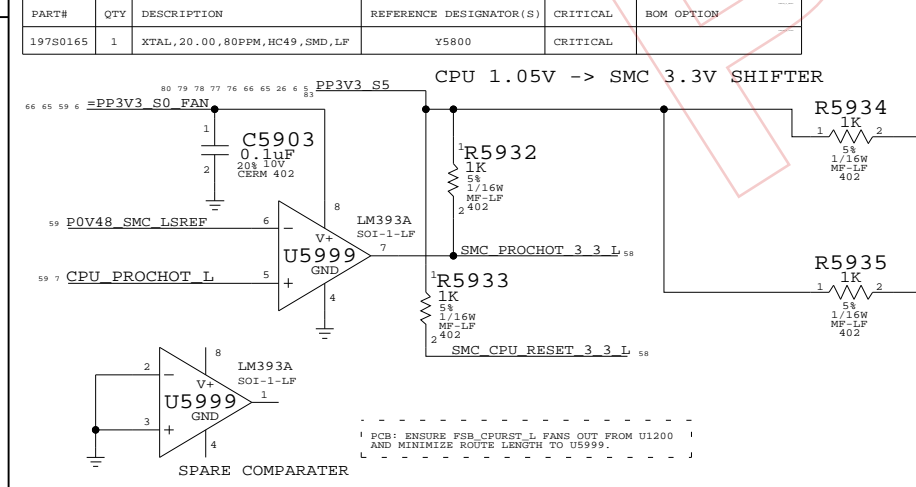 PART# QTY DESCRIPTION REFERENCE DESIGNATOR(S) CRITICAL BOM OPTION
197S0165 1 XTAL,20.00,80PPM,HC49,SMD,LF Y5800 CRITICAL
CPU 1.05V -> SMC 3.3V SHIFTER
80 79 78 77 76 66 65 26 6 5 PP3V3_S5
83
66 65 59 6 =PP3V3_S0_FAN
1
C5903
0.1uF
20% 10V
CERM 402
2
1
R5932
1K
5%
1/16W
MF-LF
402
2
R5934
1K
1 2
5%
1/16W
MF-LF
402
59 P0V48_SMC_LSREF 6
8
LM393A
SOI-1-LF
V+
U5999
GND
7
SMC_PROCHOT_3_3_L 58
59 7 CPU_PROCHOT_L 5
4
1
R5933
1K
5%
1/16W
MF-LF
402
2
SMC_CPU_RESET_3_3_L 58
R5935
1K
1 2
5%
1/16W
MF-LF
402
8
LM393A
SOI-1-LF
2
V+
U5999
GND
1
3
4
SPARE COMPARATER
PCB: ENSURE FSB_CPURST_L FANS OUT FROM U1200
AND MINIMIZE ROUTE LENGTH TO U5999.